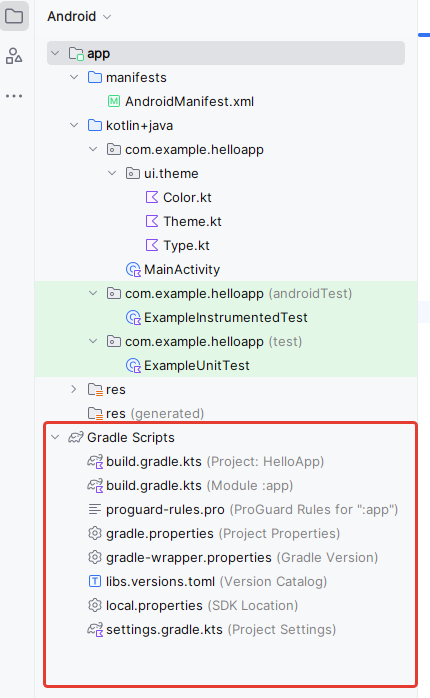 Android
app
manifests
AndroidManifest.xml
kotlin+java
com.example.helloapp
ui.theme
Color.kt
Theme.kt
Type.kt
MainActivity
com.example.helloapp (androidTest)
ExampleInstrumentedTest
com.example.helloapp (test)
ExampleUnitTest
res
res (generated)
Gradle Scripts
build.gradle.kts (Project: HelloApp)
build.gradle.kts (Module :app)
proguard-rules.pro (ProGuard Rules for ":app")
gradle.properties (Project Properties)
gradle-wrapper.properties (Gradle Version)
libs.versions.toml (Version Catalog)
local.properties (SDK Location)
settings.gradle.kts (Project Settings)